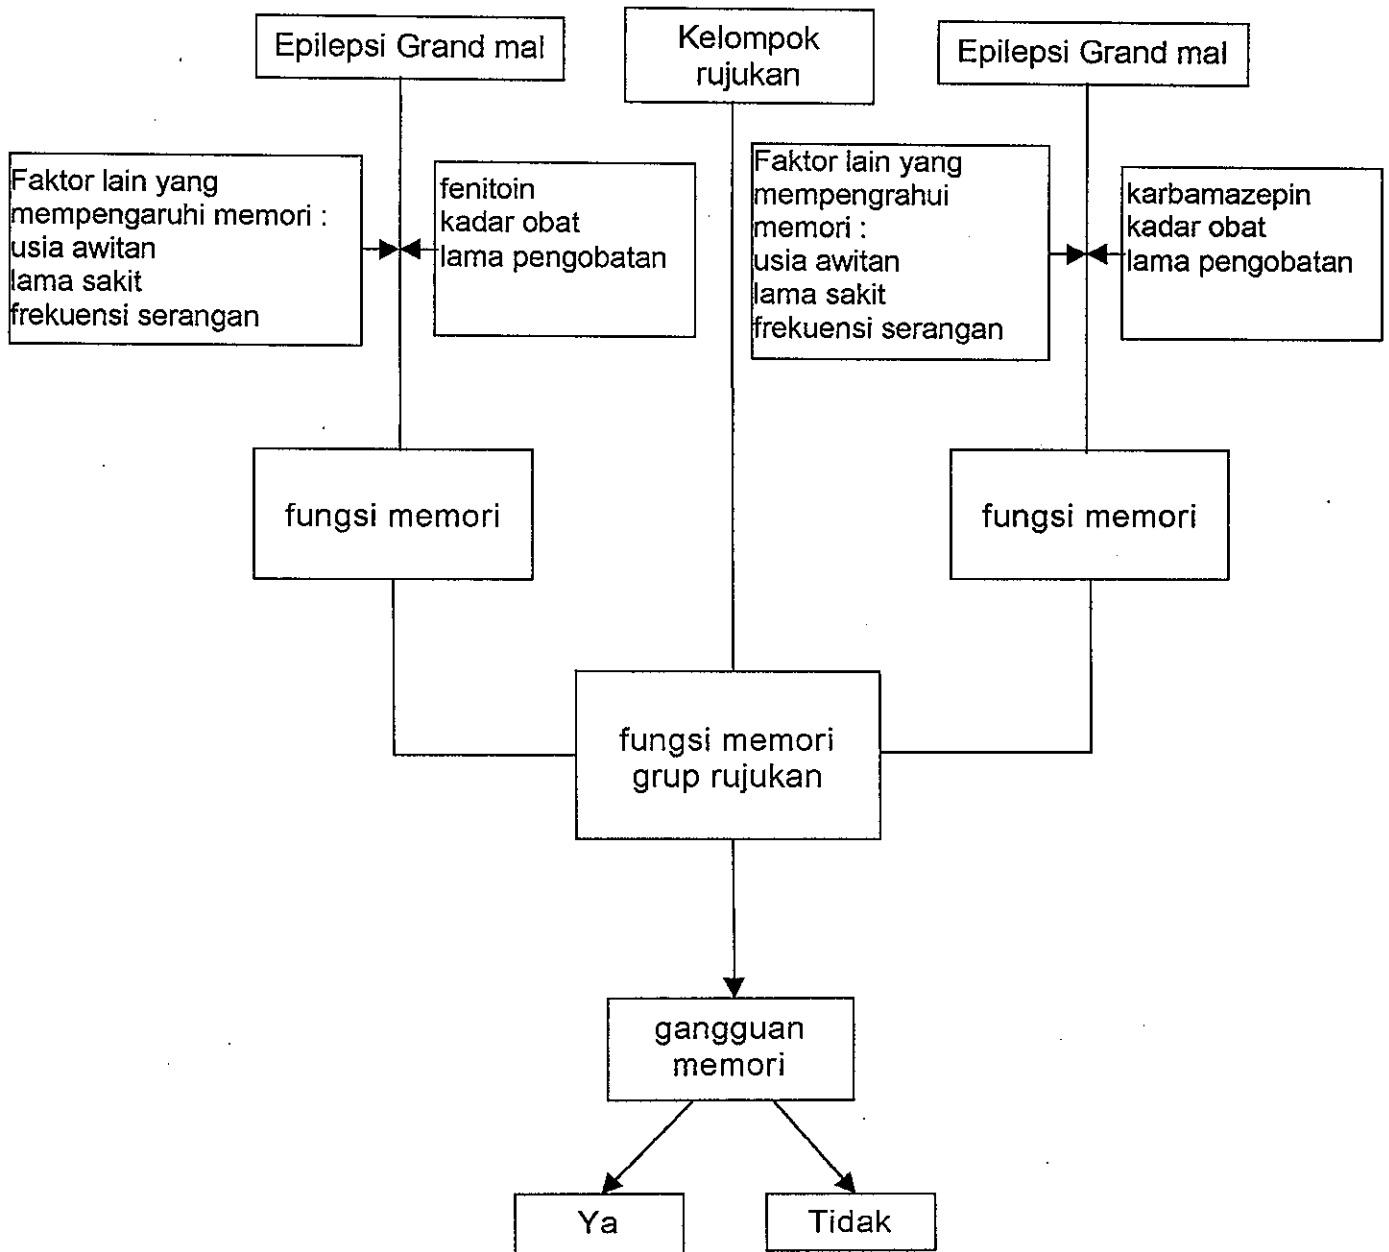 Epilepsi Grand mal
Kelompok
rujukan
Epilepsi Grand mal
Faktor lain yang
mempengaruhi memori :
usia awitan
lama sakit
frekuensi serangan
fenitoin
kadar obat
lama pengobatan
Faktor lain yang
mempengrahui
memori :
usia awitan
lama sakit
frekuensi serangan
karbamazepin
kadar obat
lama pengobatan
fungsi memori
fungsi memori
fungsi memori
grup rujukan
gangguan
memori
Ya
Tidak